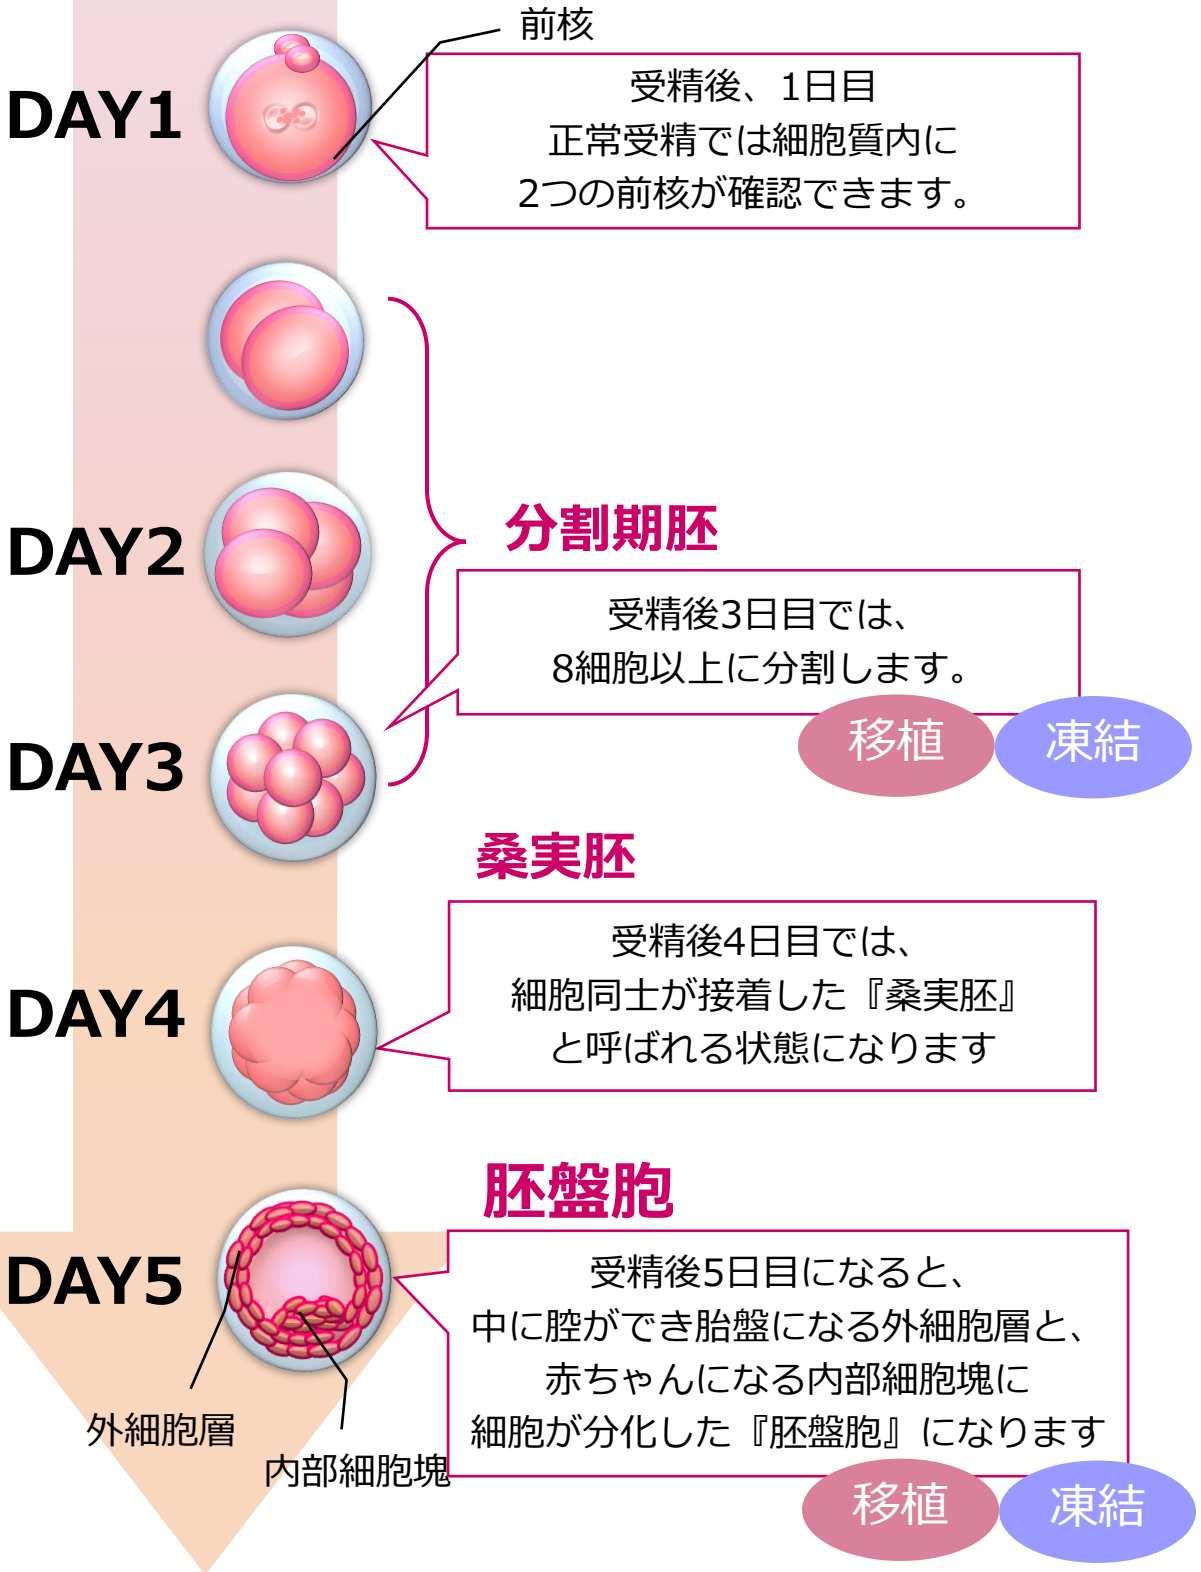 前核
DAY1
受精後、1日目
正常受精では細胞質内に
2つの前核が確認できます。
DAY2
分割期胚
受精後3日目では、
8細胞以上に分割します。
移植
凍結
DAY3
桑実胚
受精後4日目では、
細胞同士が接着した『桑実胚』
と呼ばれる状態になります
DAY4
胚盤胞
DAY5
受精後5日目になると、
中に腔ができ胎盤になる外細胞層と、
赤ちゃんになる内部細胞塊に
細胞が分化した『胚盤胞』になります
外細胞層
内部細胞塊
移植
凍結